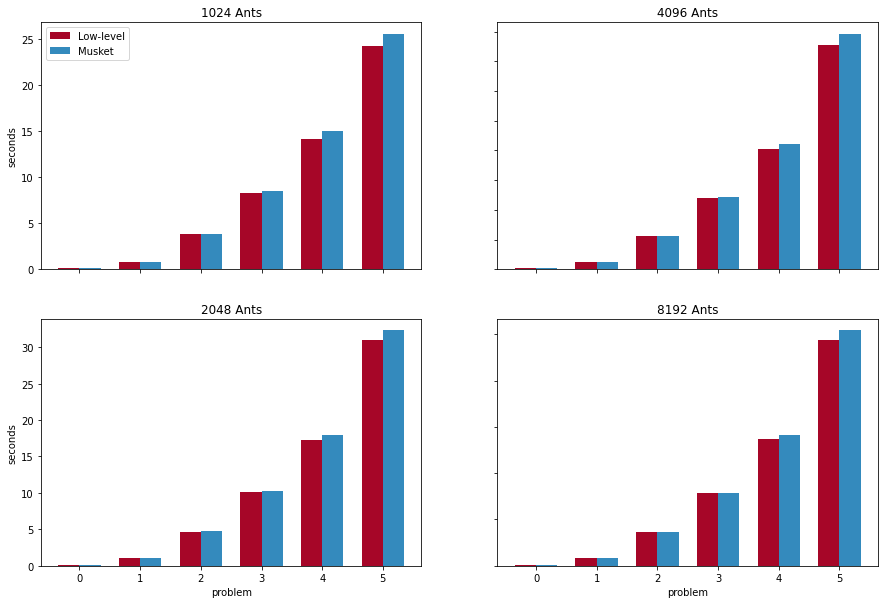 1024 Ants
Low-level
Musket
25
20
15
10
5
0
seconds
4096 Ants
2048 Ants
30
25
20
15
10
5
0
seconds
0 1 2 3 4 5
problem
8192 Ants
0 1 2 3 4 5
problem